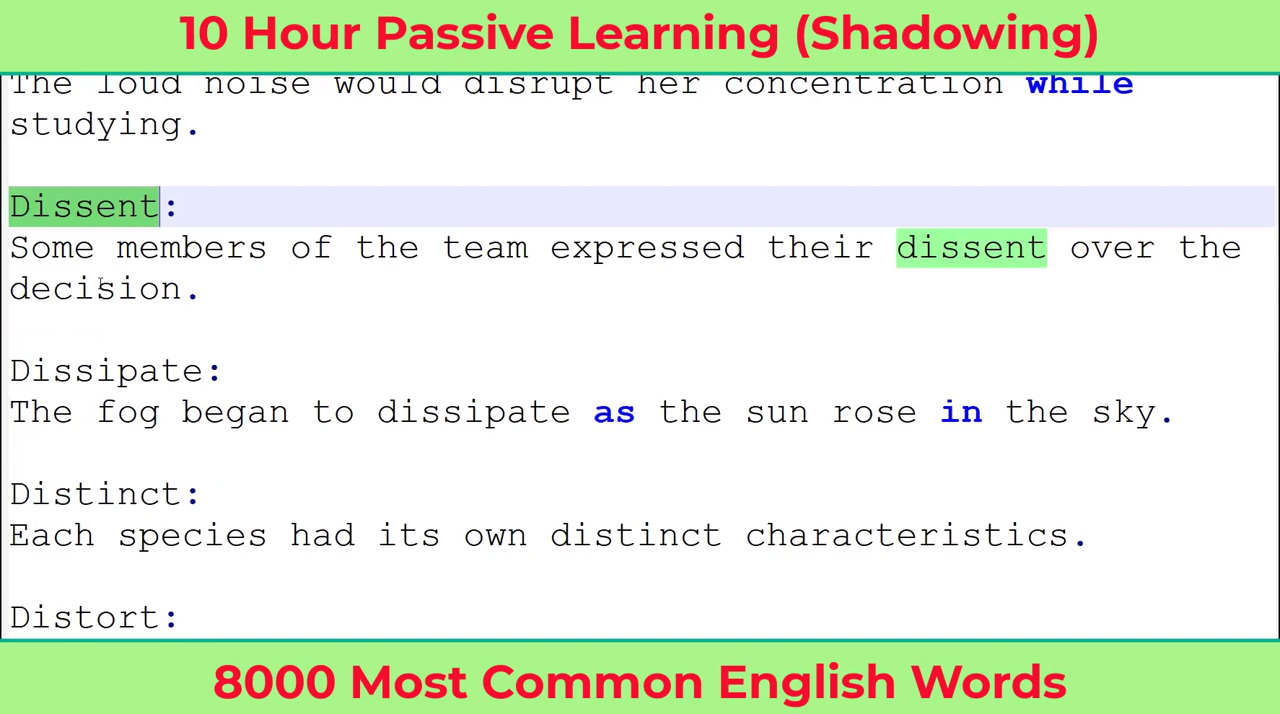 10 Hour Passive Learning (Shadowing)
The loud noise would disrupt her concentration while
studying.
Dissent:
Some members of the team expressed their dissent over the
decision.
Dissipate:
The fog began to dissipate as the sun rose in the sky.
Distinct:
Each species had its own distinct characteristics.
Distort:
8000 Most Common English Words